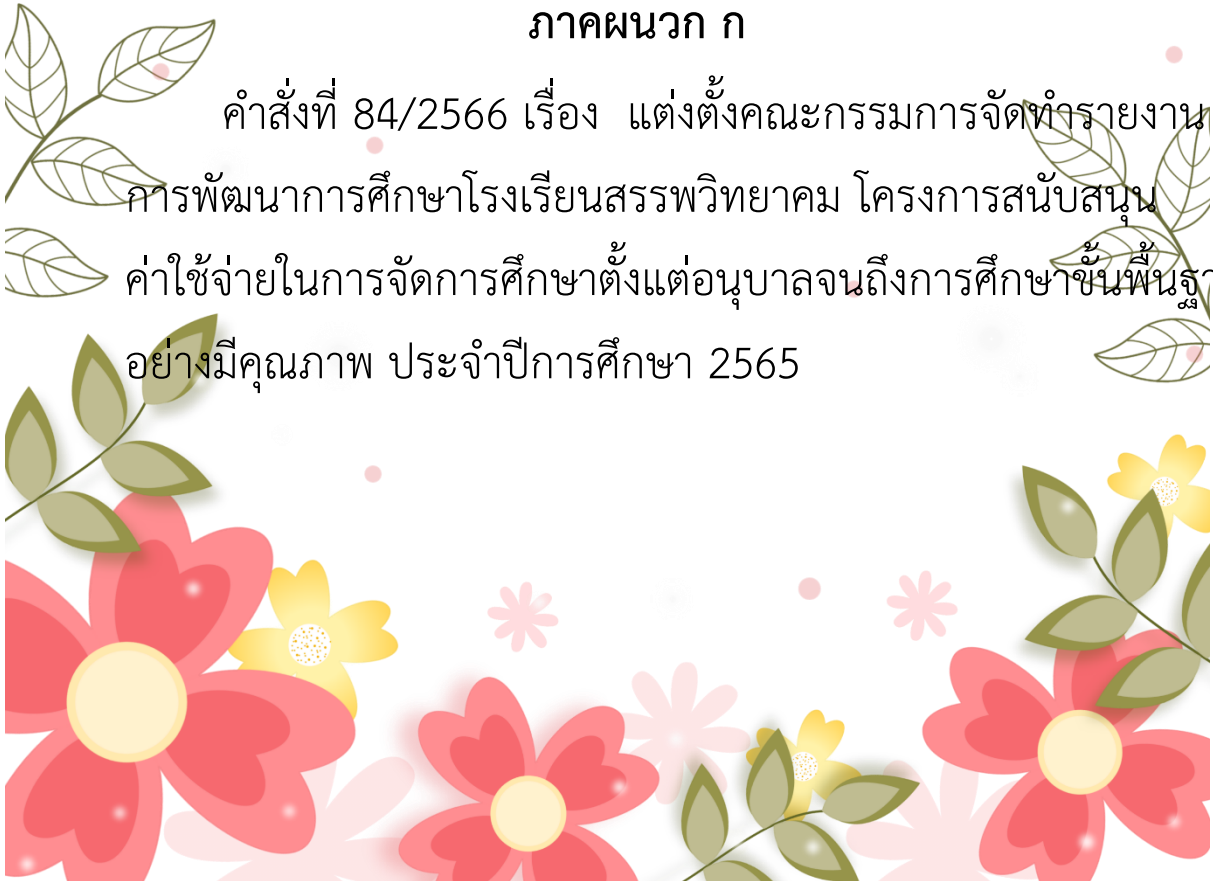 ภาคผนวก ก
คำสั่งที่ 84/2566 เรื่อง แต่งตั้งคณะกรรมการจัดทำรายงาน
การพัฒนาการศึกษาโรงเรียนสรรพวิทยาคม โครงการสนับสนุน
ค่าใช้จ่ายในการจัดการศึกษาตั้งแต่อนุบาลจนถึงการศึกษาขั้นพื้นฐา
อย่างมีคุณภาพ ประจำปีการศึกษา 2565